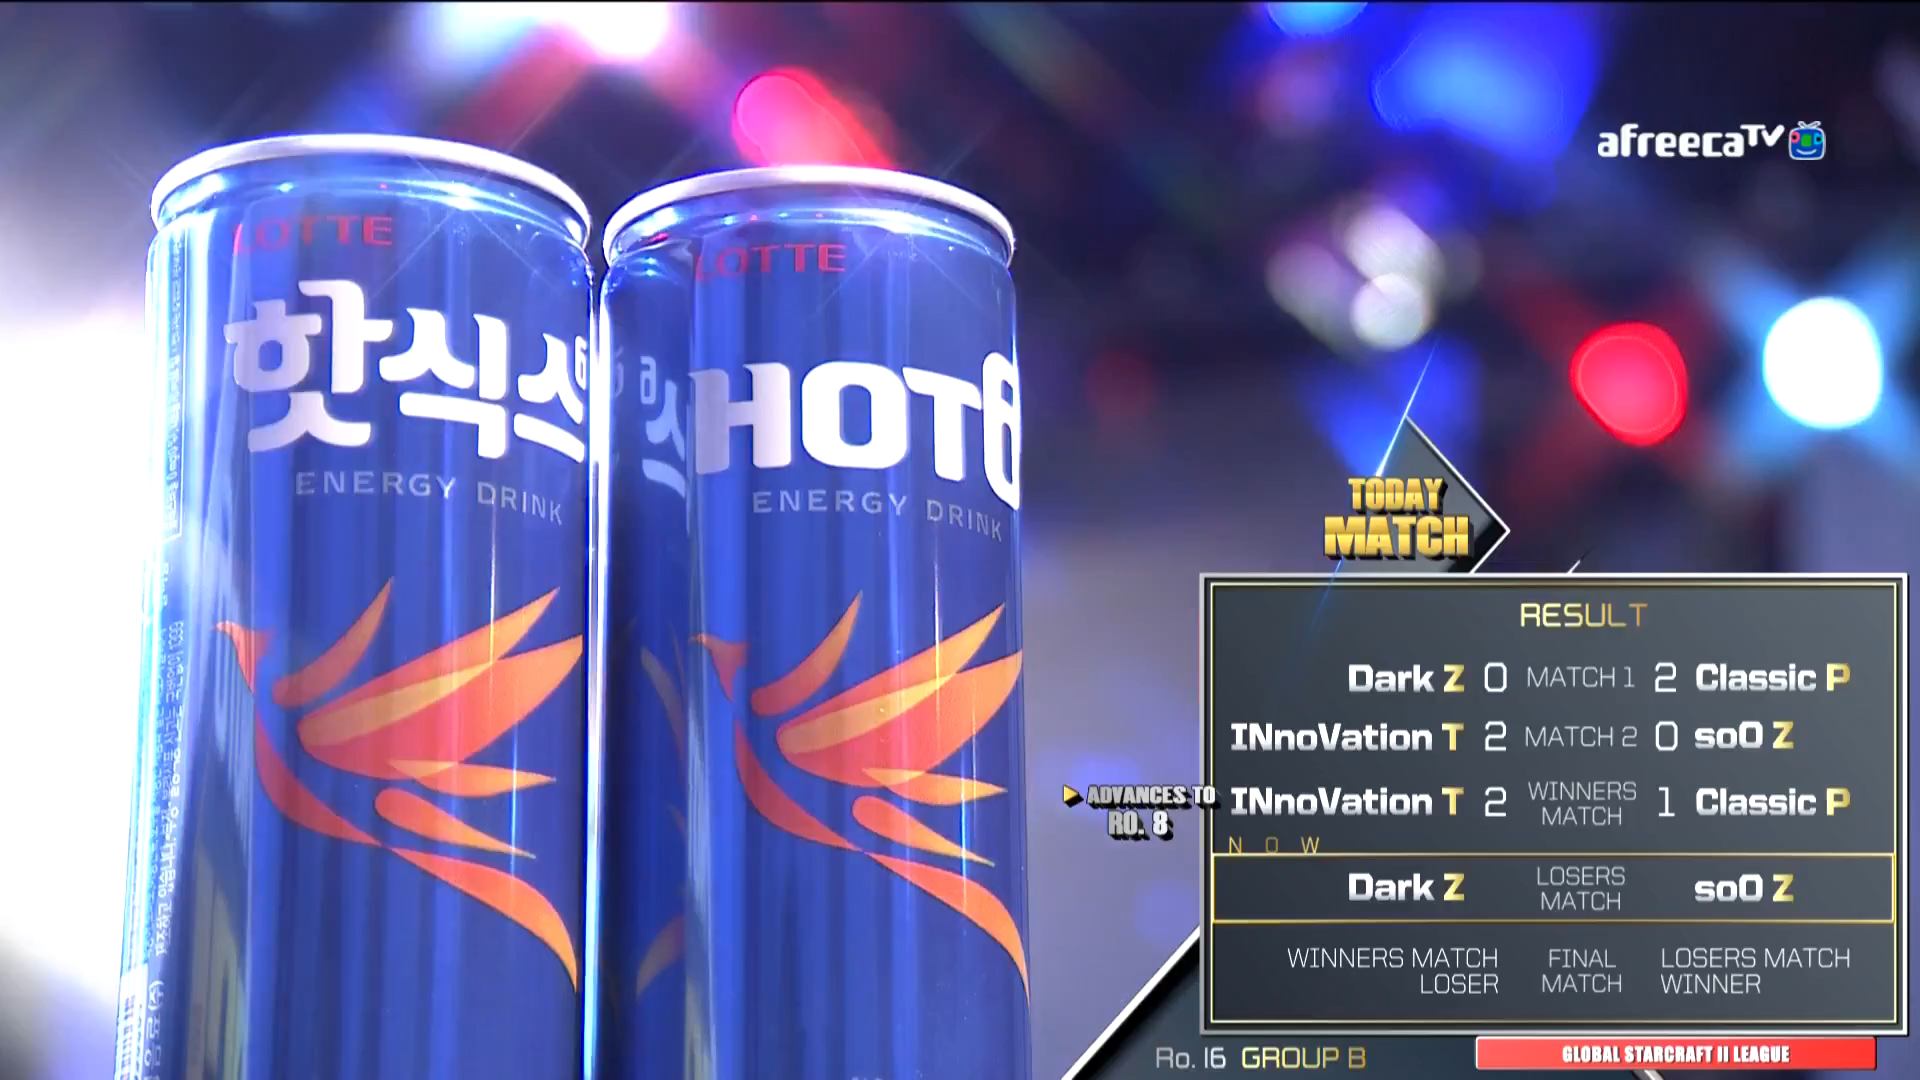 afreecaTV
LOTTE
핫식스
ENERGY DRINK
LOTTE
HOT6
ENERGY DRINK
TODAY
MATCH
RESULT
Dark Z 0 MATCH 1 2 Classic P
INnoVation T 2 MATCH 2 0 soO Z
ADVANCES TO
RO. 8
INnoVation T 2 WINNERS MATCH 1 Classic P
NOW
Dark Z LOSERS MATCH soO Z
WINNERS MATCH LOSER FINAL MATCH LOSERS MATCH WINNER
Ro. 16 GROUP B
GLOBAL STARCRAFT II LEAGUE